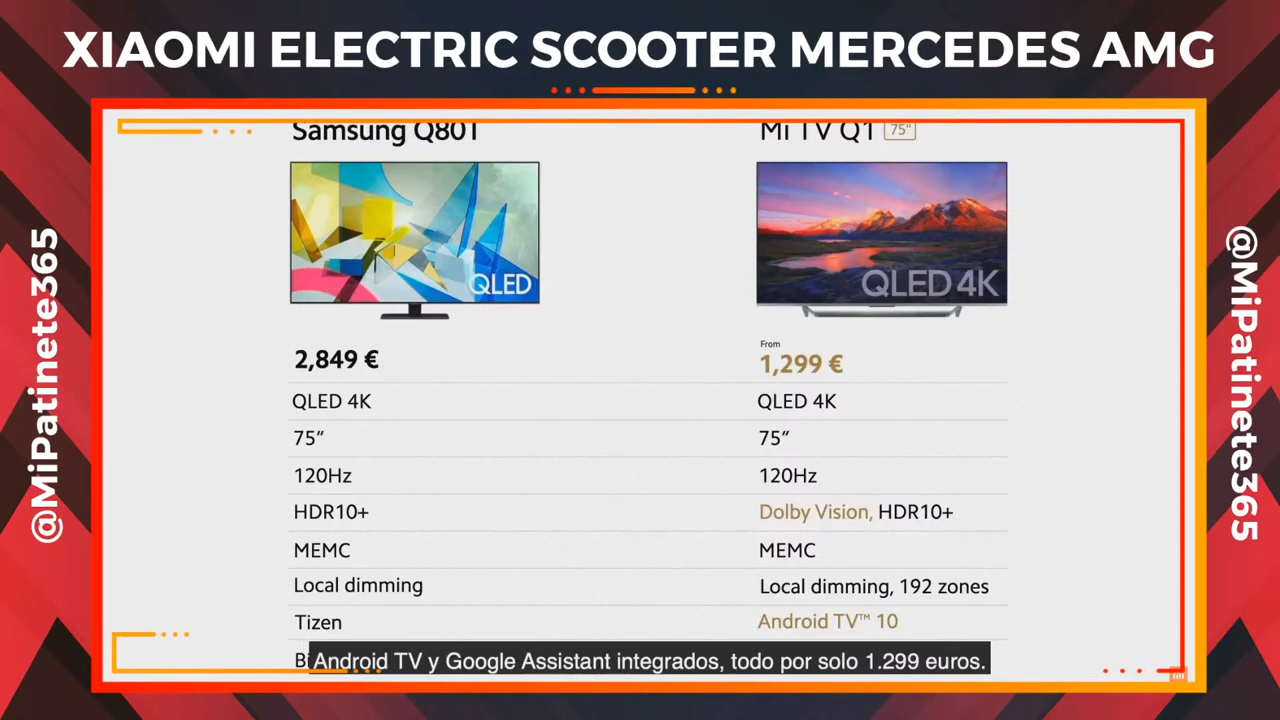 XIAOMI ELECTRIC SCOOTER MERCEDES AMG
@MiPatinete365
@MiPatinete365
Samsung Q80T Mi TV Q1 75"
QLED QLED 4K
From
2,849 € 1,299 €
QLED 4K QLED 4K
75” 75”
120Hz 120Hz
HDR10+ Dolby Vision, HDR10+
MEMC MEMC
Local dimming Local dimming, 192 zones
Tizen Android TV™ 10
Android TV y Google Assistant integrados, todo por solo 1.299 euros.